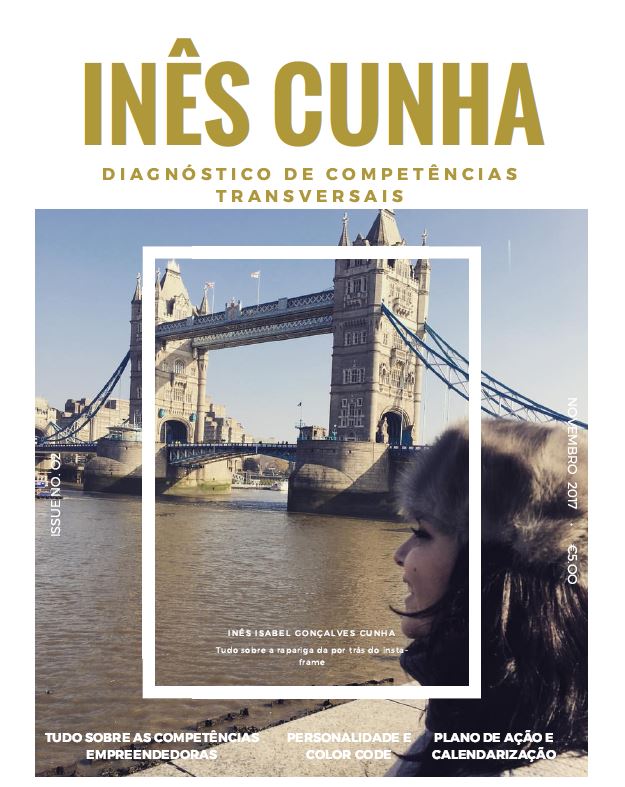 INÊS CUNHA
DIAGNÓSTICO DE COMPETÊNCIAS
TRANSVERSAIS
ISSUE NO. 02
NOVEMBRO 2017 · €5,00
INÊS ISABEL GONÇALVES CUNHA
Tudo sobre a rapariga da por trás do insta-
frame
TUDO SOBRE AS COMPETÊNCIAS
EMPREENDEDORAS
PERSONALIDADE E
COLOR CODE
PLANO DE AÇÃO E
CALENDARIZAÇÃO